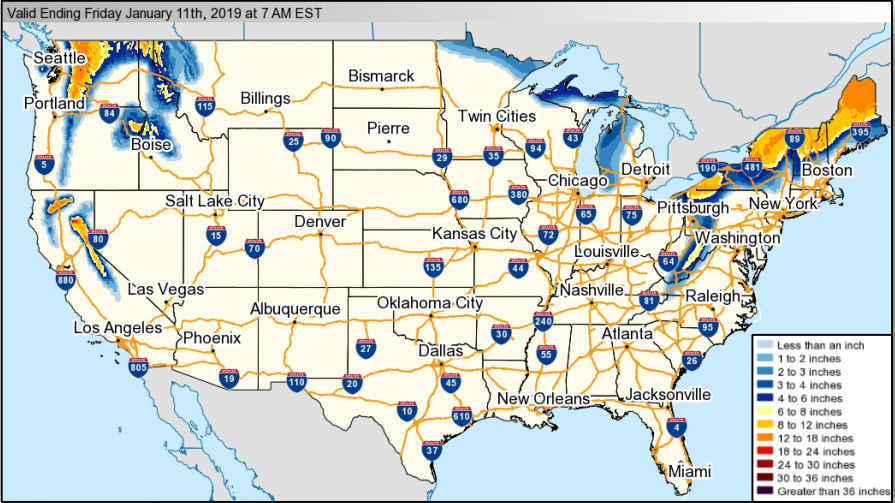 Valid Ending Friday January 11th, 2019 at 7 AM EST
Seattle
Bismarck
Portland
Billings
Twin Cities
115
84
Pierre
89
395
Boise
25
90
94
43
5
29
35
190
481
Boston
Detroit
Chicago
680
380
Salt Lake City
65
75
Pittsburgh
New York
Denver
80
15
70
Kansas City
72
Washington
Louisville
64
880
135
44
Las Vegas
Nashville
81
Raleigh
Albuquerque
Oklahoma City
Los Angeles
240
95
Phoenix
30
Atlanta
27
Dallas
55
26
805
19
110
20
45
New Orleans
Jacksonville
10
610
4
37
Miami
Less than an inch
1 to 2 inches
2 to 3 inches
3 to 4 inches
4 to 6 inches
6 to 8 inches
8 to 12 inches
12 to 18 inches
18 to 24 inches
24 to 30 inches
30 to 36 inches
Greater than 36 inches